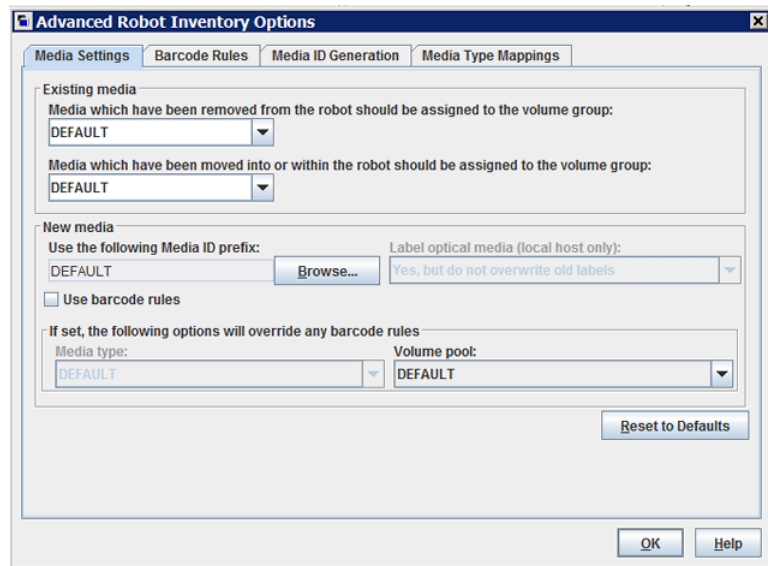 Advanced Robot Inventory Options
Media Settings Barcode Rules Media ID Generation Media Type Mappings
Existing media
Media which have been removed from the robot should be assigned to the volume group:
DEFAULT
Media which have been moved into or within the robot should be assigned to the volume group:
DEFAULT
New media
Use the following Media ID prefix: Label optical media (local host only):
DEFAULT Browse... Yes, but do not overwrite old labels
Use barcode rules
If set, the following options will override any barcode rules
Media type: Volume pool:
DEFAULT DEFAULT
Reset to Defaults
OK Help